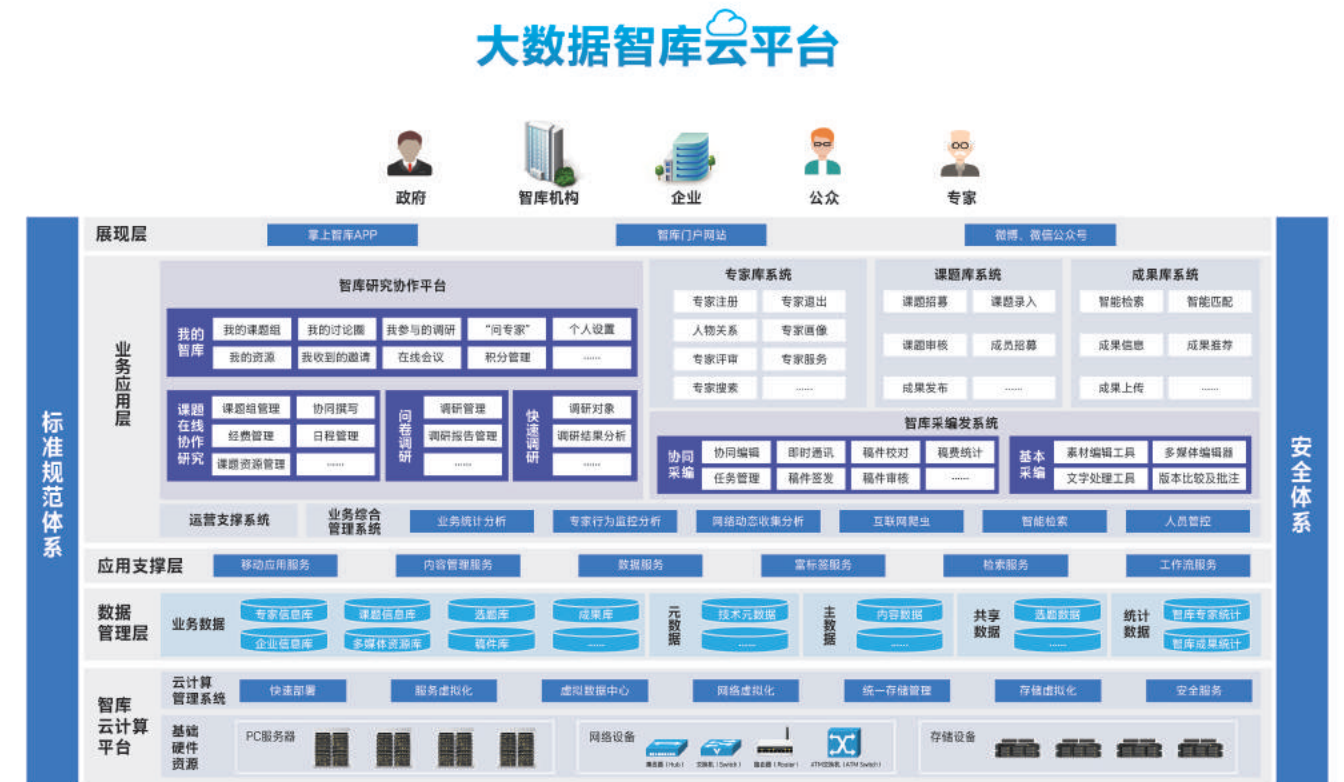 大数据智库云平台
政府 智库机构 企业 公众 专家
标准规范体系
安全体系
展现层 掌上智库APP 智库门户网站 微博、微信公众号
业务应用层
智库研究协作平台
我的智库
我的课题组 我的讨论圈 我参与的调研 “问专家” 个人设置
我的资源 我收到的邀请 在线会议 积分管理 ......
课题在线协作研究
课题组管理 协同撰写
经费管理 日程管理
课题资源管理 ......
问卷调研
调研管理
调研报告管理
......
快速调研
调研对象
调研结果分析
......
专家库系统
专家注册 专家退出
人物关系 专家画像
专家评审 专家服务
专家搜索 ......
课题库系统
课题招募 课题录入
课题审核 成员招募
成果发布 ......
成果库系统
智能检索 智能匹配
成果信息 成果推荐
成果上传 ......
智库采编发系统
协同采编
协同编辑 即时通讯 稿件校对 稿费统计
任务管理 稿件签发 稿件审核 ......
基本采编
素材编辑工具 多媒体编辑器
文字处理工具 版本比较及批注
运营支撑系统
业务综合管理系统
业务统计分析 专家行为监控分析 网络动态收集分析 互联网爬虫 智能检索 人员管控
应用支撑层 移动应用服务 内容管理服务 数据服务 富标签服务 检索服务 工作流服务
数据管理层
业务数据
专家信息库 课题信息库 选题库 成果库
企业信息库 多媒体资源库 稿件库 ......
元数据
技术元数据
......
主数据
内容数据
......
共享数据
选题数据
......
统计数据
智库专家统计
智库成果统计
智库云计算平台
云计算管理系统
快速部署 服务虚拟化 虚拟数据中心 网络虚拟化 统一存储管理 存储虚拟化 安全服务
基础硬件资源
PC服务器
网络设备
集线器（Hub） 交换机（Switch） 路由器（Router） ATM交换机（ATM Switch）
存储设备